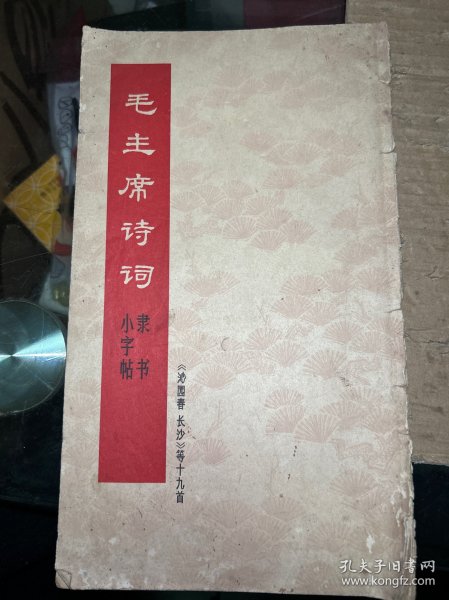 毛主席诗词
隶书
小字帖
《沁园春 长沙》等十九首
孔夫子旧书网
www.kongfz.com